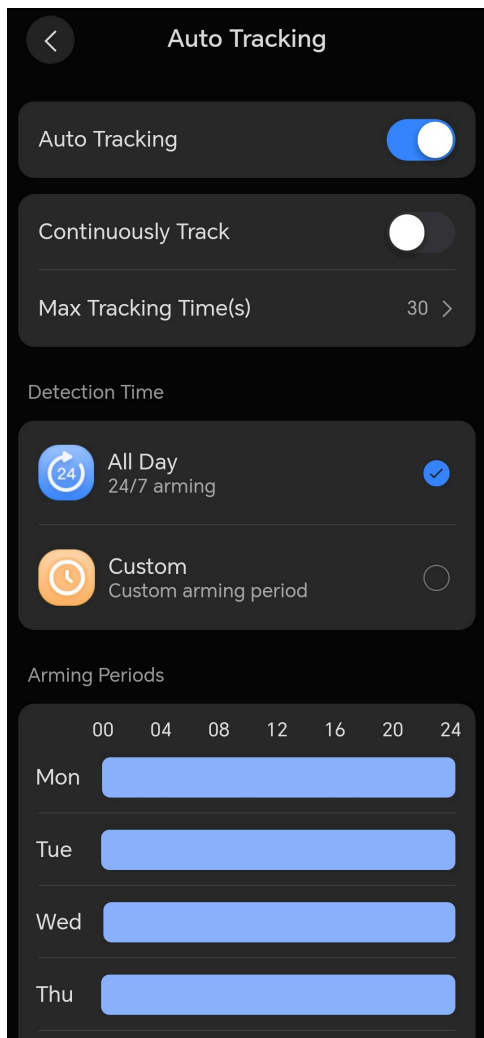 Auto Tracking
Auto Tracking
Continuously Track
Max Tracking Time(s) 30
Detection Time
24
All Day
24/7 arming
Custom
Custom arming period
Arming Periods
00 04 08 12 16 20 24
Mon
Tue
Wed
Thu